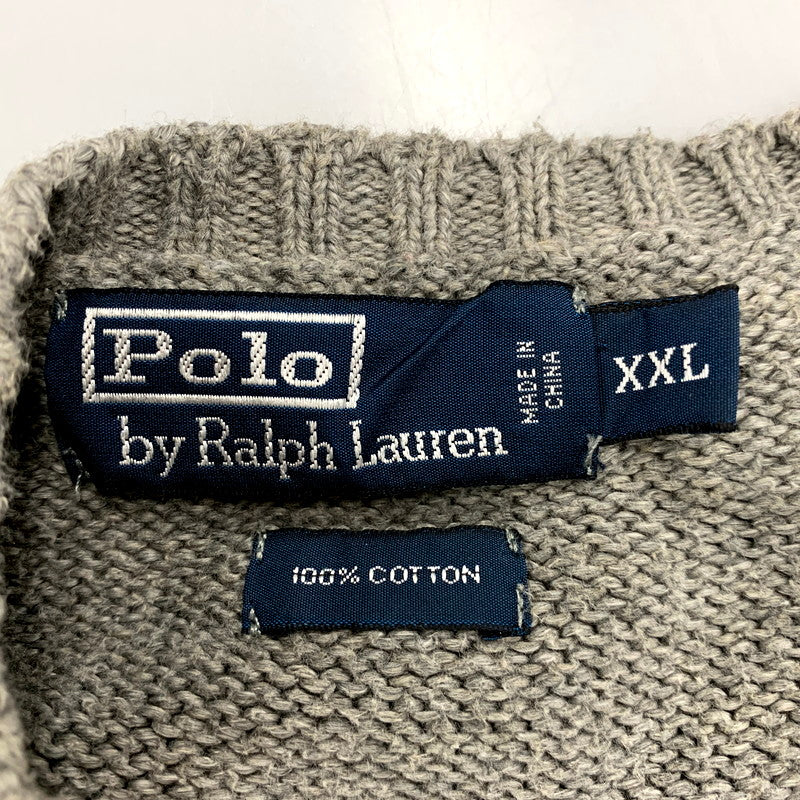 Polo
by Ralph Lauren
MADE IN
CHINA
XXL
100% COTTON